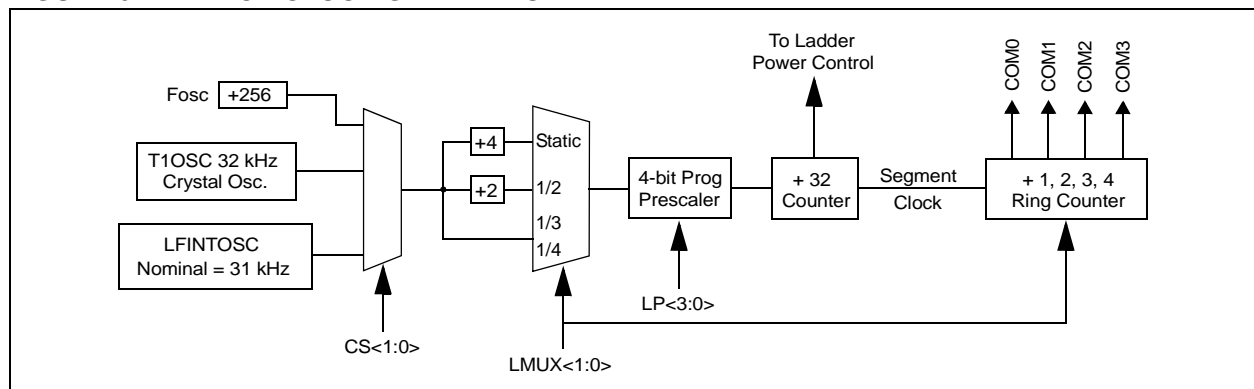 To Ladder
Power Control
COM0
COM1
COM2
COM3
Fosc
+256
T1OSC 32 kHz
Crystal Osc.
LFINTOSC
Nominal = 31 kHz
CS<1:0>
+4
+2
Static
1/2
1/3
1/4
LMUX<1:0>
4-bit Prog
Prescaler
LP<3:0>
+ 32
Counter
Segment
Clock
+ 1, 2, 3, 4
Ring Counter